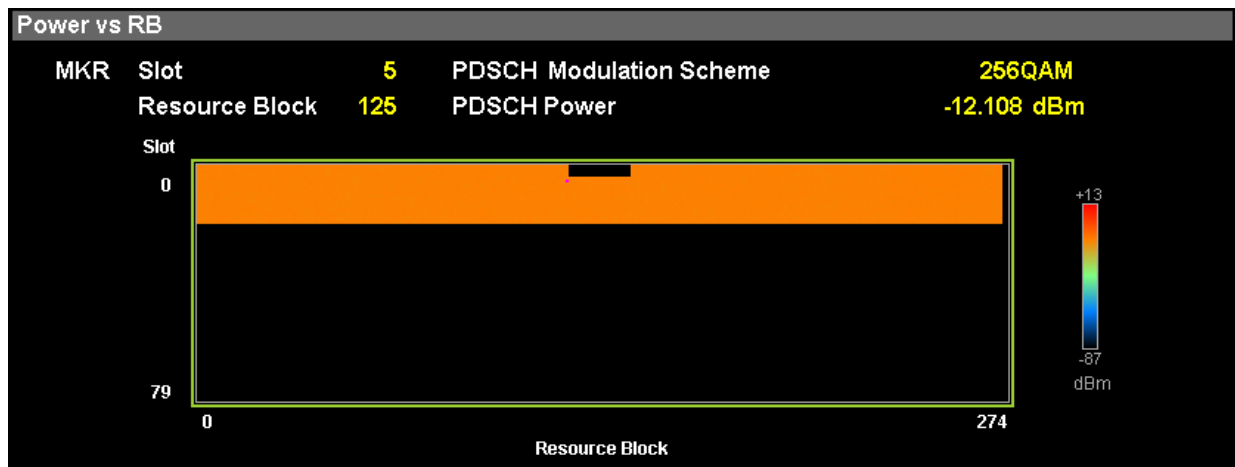 Power vs RB
MKR Slot 5 PDSCH Modulation Scheme 256QAM
Resource Block 125 PDSCH Power -12.108 dBm
Slot
0
+13
-87
dBm
79
0 274
Resource Block